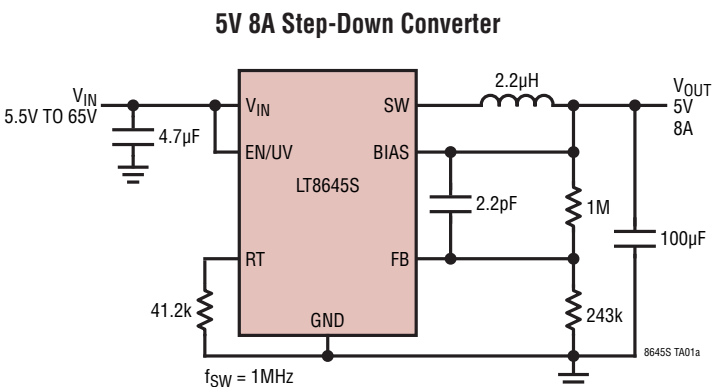 5V 8A Step-Down Converter
VIN
5.5V TO 65V
4.7µF
VIN
EN/UV
RT
41.2k
LT8645S
GND
fSW = 1MHz
SW
BIAS
FB
2.2µH
2.2pF
1M
243k
VOUT
5V
8A
100µF
8645S TA01a